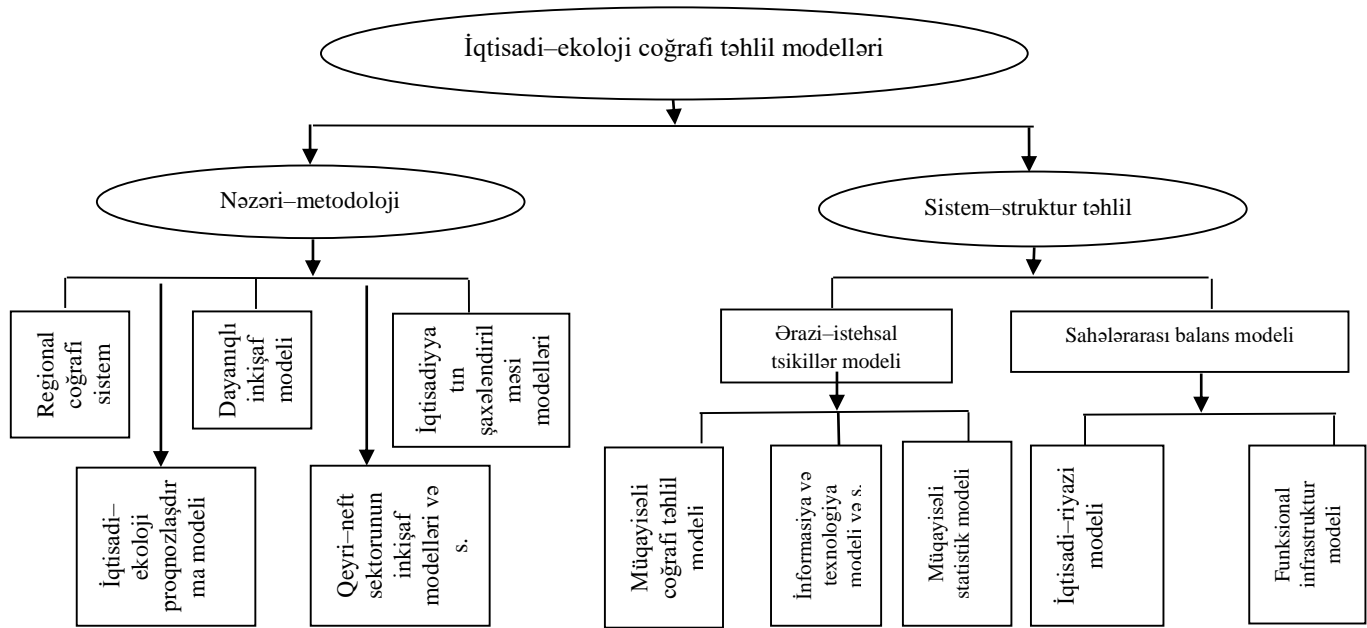 İqtisadi–ekoloji coğrafi təhlil modelləri
Nəzəri–metodoloji
Sistem–struktur təhlil
Regional
coğrafi
sistem
Dayanıqlı
inkişaf
modeli
İqtisadiyya
tın
şaxələndiril
məsi
modelləri
Ərazi–istehsal
tsikillər modeli
Sahələrarası balans modeli
İqtisadi–
ekoloji
proqnozlaşdır
ma modeli
Qeyri–neft
sektorunun
inkişaf
modelləri və
s.
Müqayisəli
coğrafi təhlil
modeli
İnformasiya və
texnologiya
modeli və s.
Müqayisəli
statistik modeli
İqtisadi–riyazi
modeli
Funksional
infrastruktur
modeli